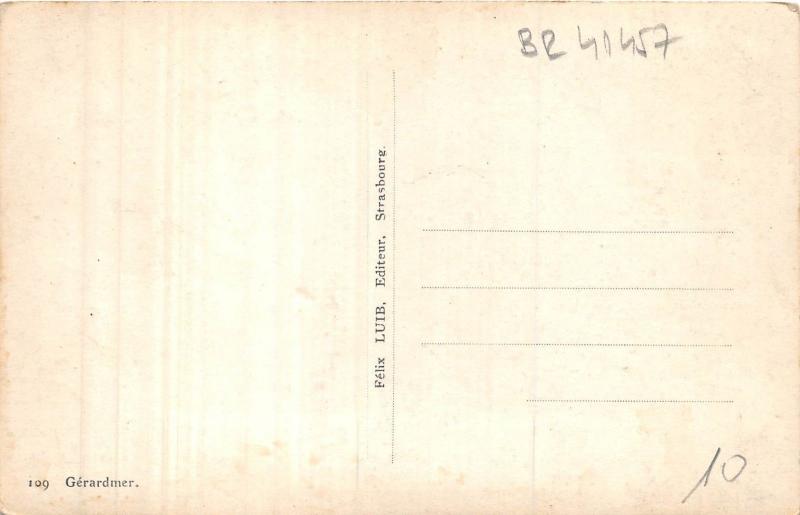 BR 41457
Félix LUIB, Editeur, Strasbourg.
10
109 Gérardmer.